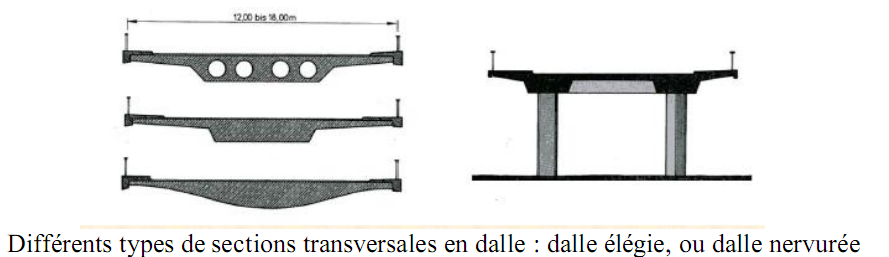 12,00 bis 18,00m
Différents types de sections transversales en dalle : dalle élégie, ou dalle nervurée